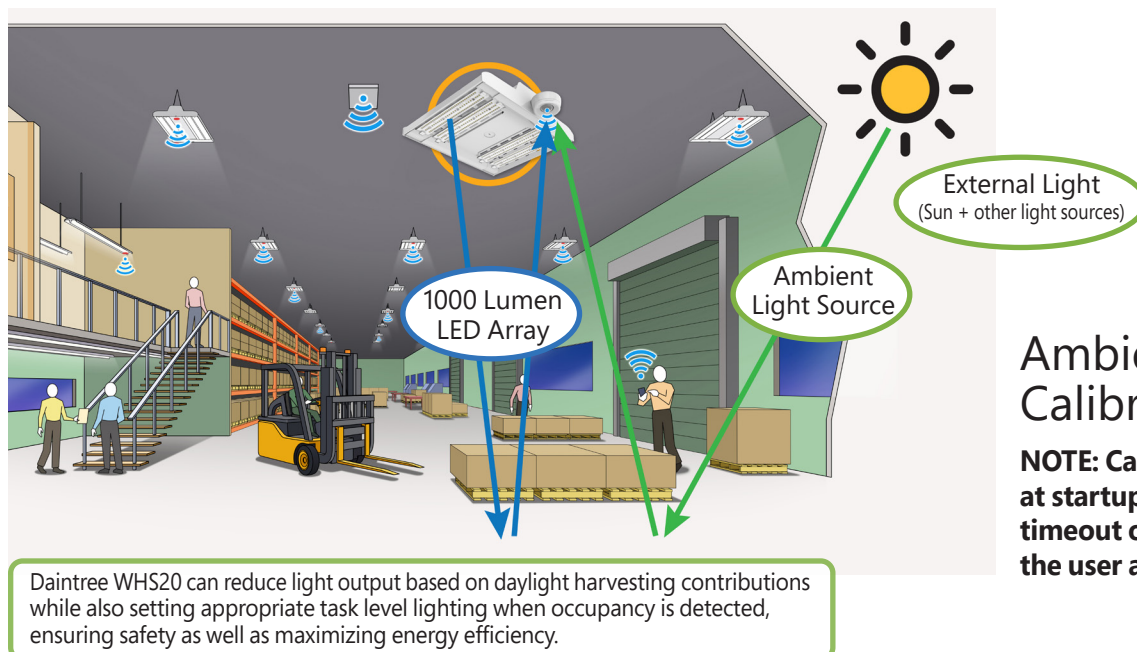 External Light
(Sun + other light sources)
Ambient
Light Source
1000 Lumen
LED Array
Calibr
NOTE: Ca
at startup
timeout
the user a
Daintree WHS20 can reduce light output based on daylight harvesting contributions
while also setting appropriate task level lighting when occupancy is detected,
ensuring safety as well as maximizing energy efficiency.